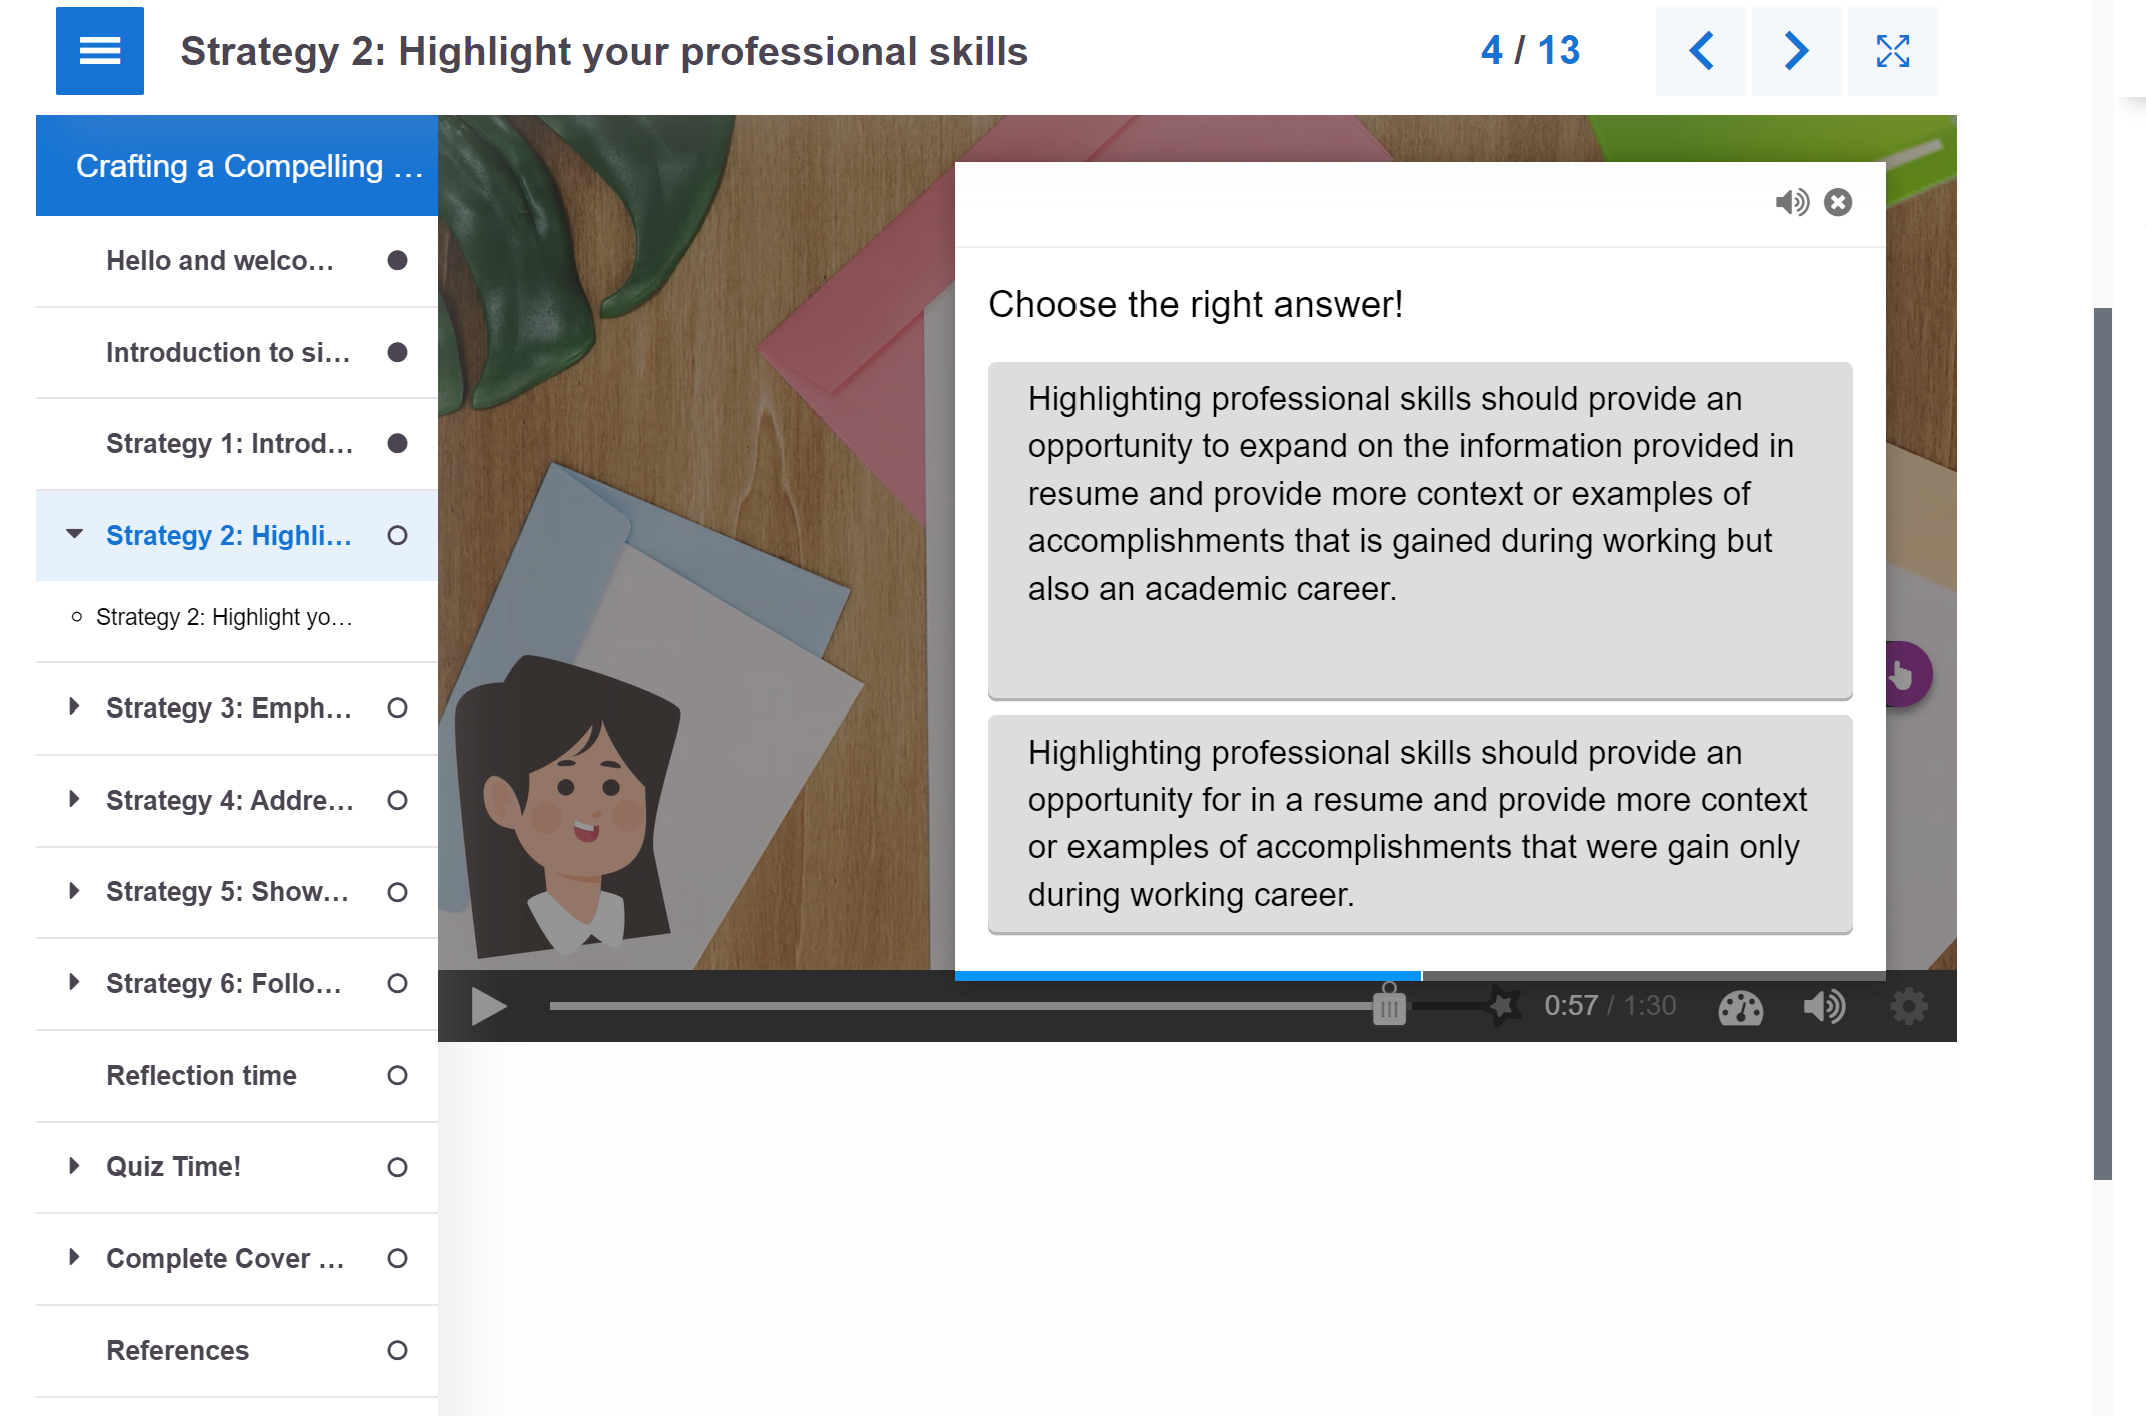 Strategy 2: Highlight your professional skills
4 / 13
Crafting a Compelling ...
Hello and welco...
Introduction to si...
Strategy 1: Introd...
Strategy 2: Highli...
Strategy 2: Highlight yo...
Strategy 3: Emph...
Strategy 4: Addre...
Strategy 5: Show...
Strategy 6: Follo...
Reflection time
Quiz Time!
Complete Cover ...
References
Choose the right answer!
Highlighting professional skills should provide an
opportunity to expand on the information provided in
resume and provide more context or examples of
accomplishments that is gained during working but
also an academic career.
Highlighting professional skills should provide an
opportunity for in a resume and provide more context
or examples of accomplishments that were gain only
during working career.
0:57 / 1:30